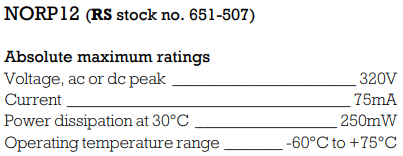 NORP12 (RS stock no. 651-507)
Absolute maximum ratings
Voltage, ac or dc peak 320V
Current 75mA
Power dissipation at 30°C 250mW
Operating temperature range -60°C to +75°C